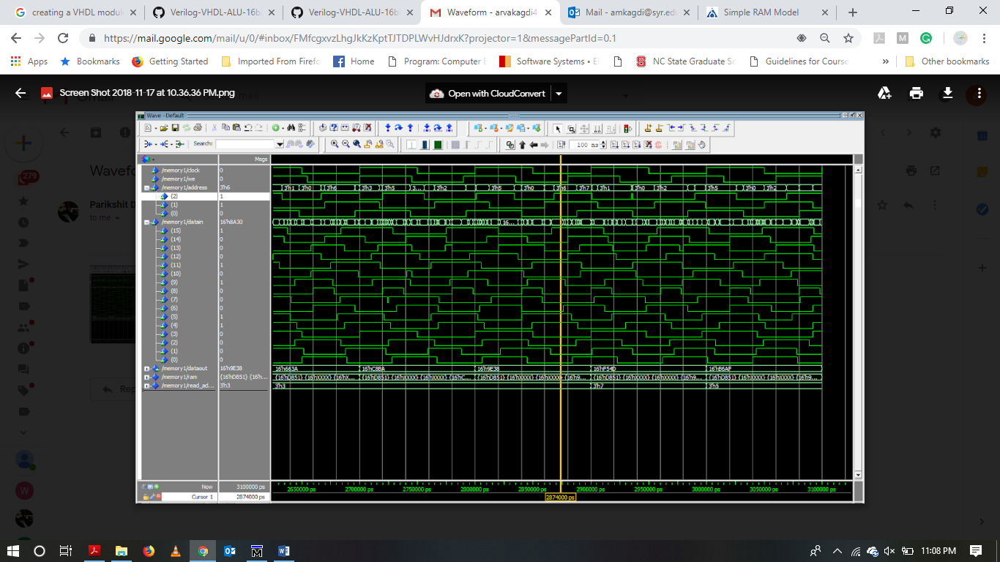 creating a VHDL modul
Verilog-VHDL-ALU-16b
Verilog-VHDL-ALU-16b
Waveform - arvakagdi4
Mail - amkagdi@syr.ed
Simple RAM Model
https://mail.google.com/mail/u/0/#inbox/FMfcgxvzLhgJkKzKptTJTDPLWvHJdrxK?projector=1&messagePartId=0.1
Apps Bookmarks Getting Started Imported From Firefo Home Program: Computer E Software Systems • El NC State Graduate Sc Guidelines for Course Other bookmarks
Screen Shot 2018-11-17 at 10.36.36 PM.png
Open with CloudConvert
279
Wavefo
Parikshit D
to me
Rep
Wave - Default
Search:
100 ns
Msgs
/memory1/clock 0
/memory1/we 0
/memory1/address 3'h6 3'h1 3'h0 3'h6 3'h3 3'h5 3... 3'h2 3'h5 3'h0 3'h6 3'h7 3'h1 3'h0 3'h2 3'h5 3'h0 3'h2
(2) 1
(1) 1
(0) 0
/memory1/datain 16'h8A30 16...
(15) 1
(14) 0
(13) 0
(12) 0
(11) 1
(10) 0
(9) 1
(8) 0
(7) 0
(6) 0
(5) 1
(4) 1
(3) 0
(2) 0
(1) 0
(0) 0
/memory1/dataout 16'h9E38 16'h663A 16'hC8BA 16'h9E38 16'hF54D 16'hB6AF
/memory1/ram {16'hD851} {16'h... {16'hD851} {16'hXXXX} {16'hX... {16'hD851} {16'hXXXX} {16'hXXXX} {16'hC... {16'hD851} {16'hXXXX} {16'hXXXX} {16'h9... {16'hD851} {16'hXXXX} {16'hXXXX} {16'h9... {16'hD851} {16'hXXXX} {16'hXXXX} {16'h9...
/memory1/read_ad... 3'h3 3'h3 3'h7 3'h5
Now 3100000 ps 2650000 ps 2700000 ps 2750000 ps 2800000 ps 2850000 ps 2900000 ps 2950000 ps 3000000 ps 3050000 ps 3100000 ps
Cursor 1 2874000 ps 2874000 ps
W
11:08 PM